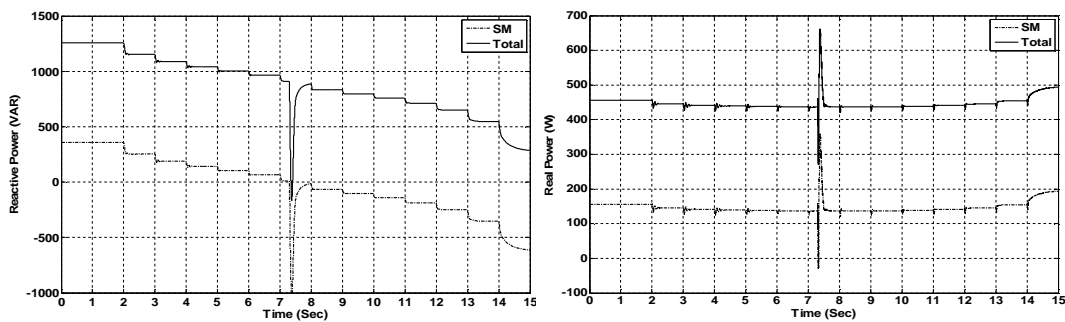 Reactive Power (VAR)
1500
1000
500
0
-500
-1000
SM
Total
0 1 2 3 4 5 6 7 8 9 10 11 12 13 14 15
Time (Sec)
Real Power (W)
700
600
500
400
300
200
100
0
-100
SM
Total
0 1 2 3 4 5 6 7 8 9 10 11 12 13 14 15
Time (Sec)